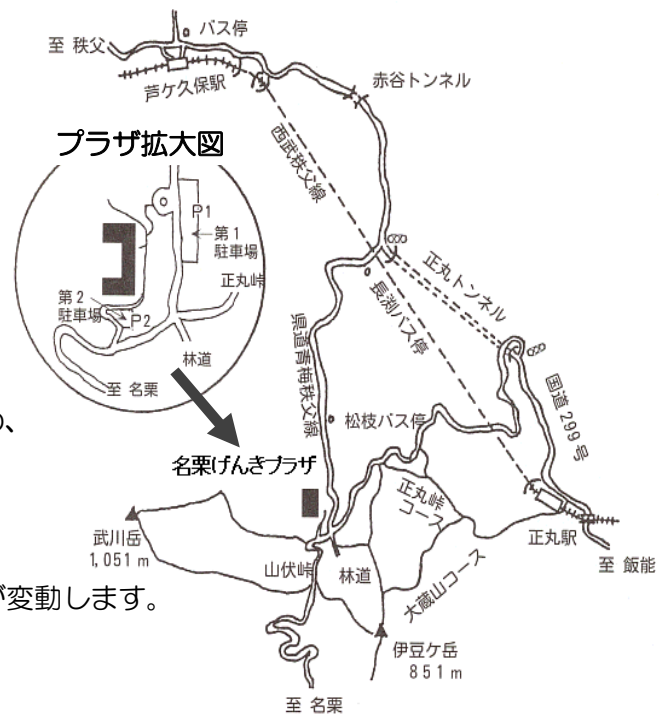 バス停
至 秩父
芦ケ久保駅
赤谷トンネル
西武秩父線
プラザ拡大図
P1
第1
駐車場
正丸峠
第2
駐車場
P2
林道
至 名栗
正丸トンネル
長渕バス停
県道青梅秩父線
国道299号
松枝バス停
の、
名栗げんきプラザ
正丸峠
コース
正丸駅
至 飯能
武川岳
1,051m
山伏峠
林道
大蔵山コース
が変動します。
伊豆ケ岳
851m
至 名栗